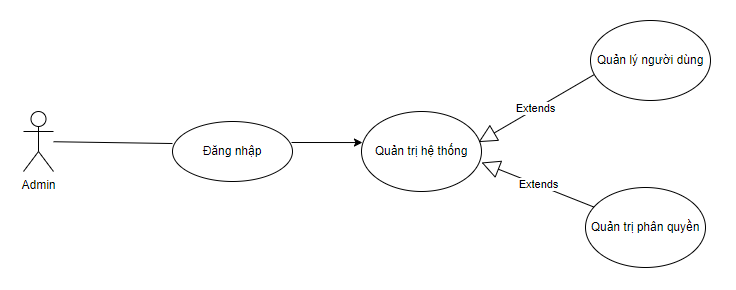 Quản lý người dùng
Extends
Đăng nhập
Quản trị hệ thống
Admin
Extends
Quản trị phân quyền